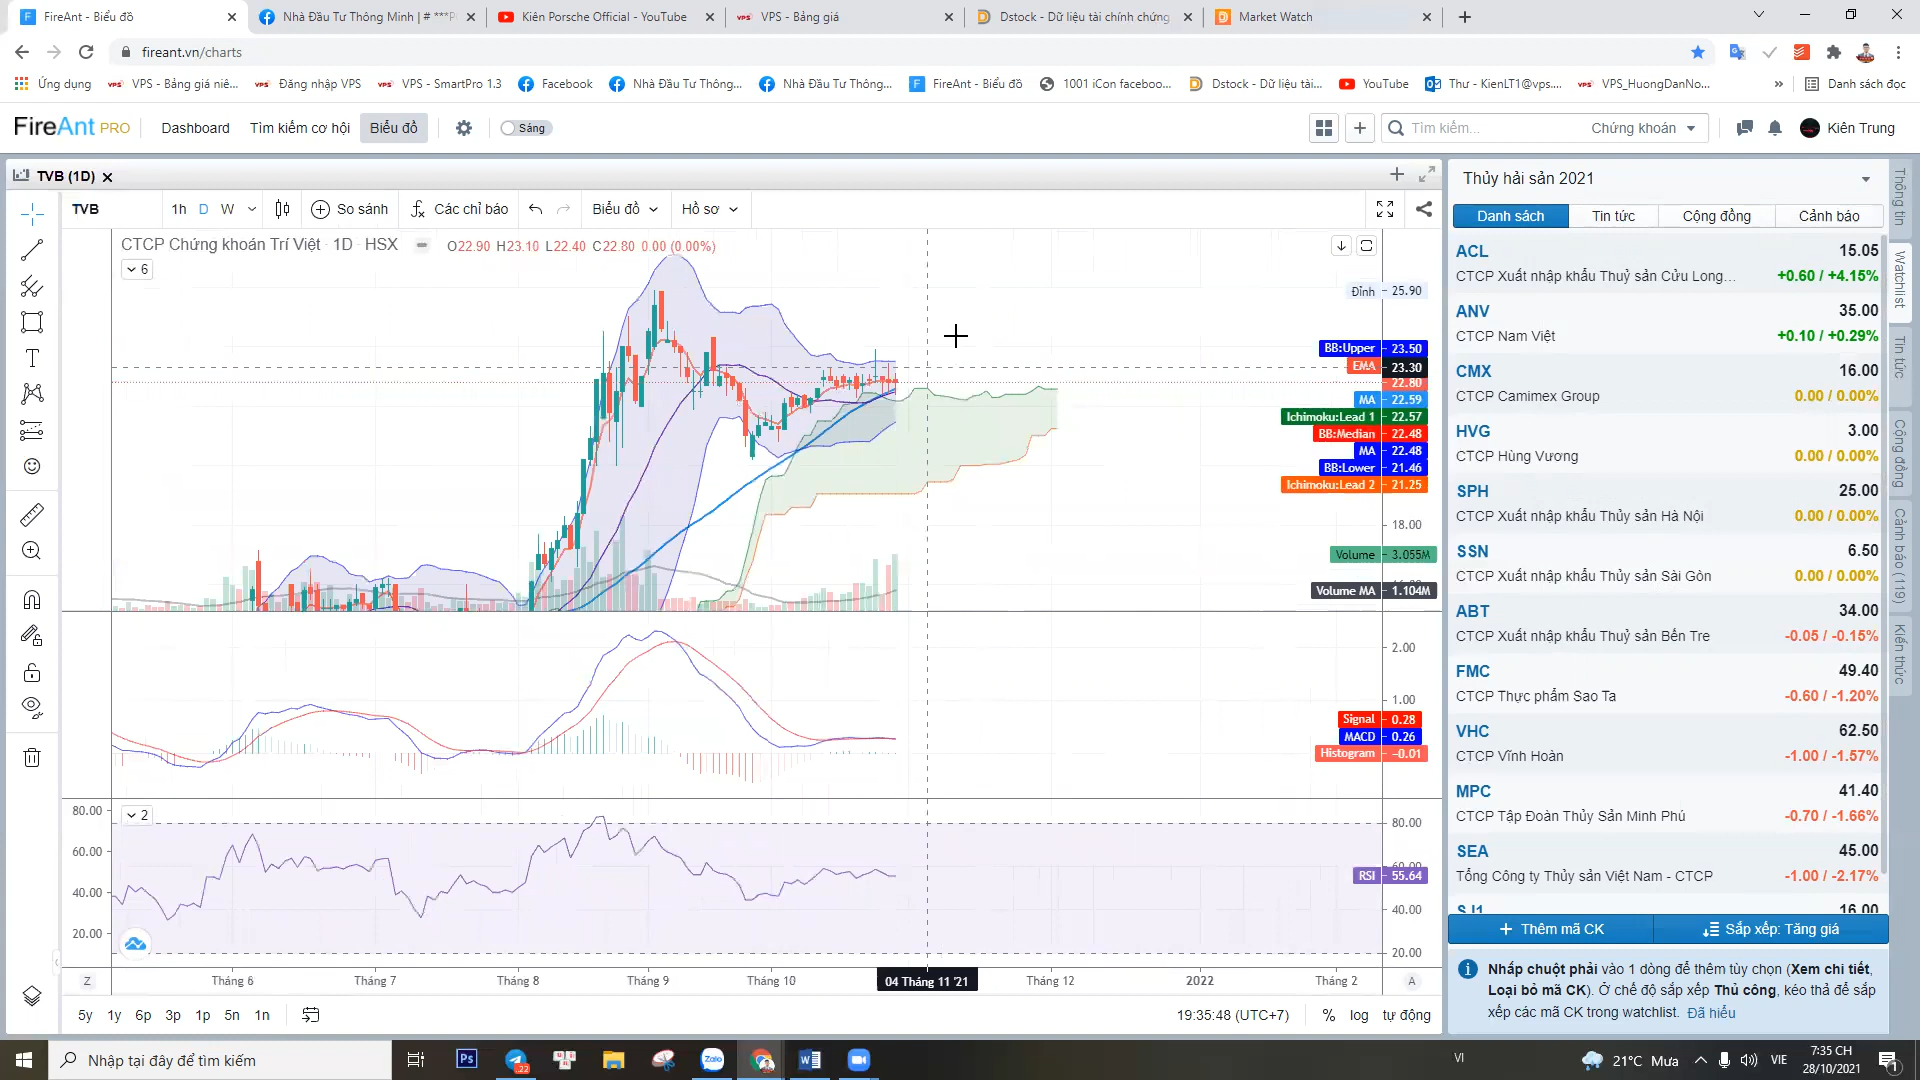 FireAnt - Biểu đồ
Nhà Đầu Tư Thông Minh | # ***P
Kiên Porsche Official - YouTube
VPS - Bảng giá
Dstock - Dữ liệu tài chính chứng
Market Watch
fireant.vn/charts
Ứng dụng
VPS - Bảng giá niê...
Đăng nhập VPS
VPS - SmartPro 1.3
Facebook
Nhà Đầu Tư Thông...
Nhà Đầu Tư Thông...
FireAnt - Biểu đồ
1001 iCon faceboo...
Dstock - Dữ liệu tài...
YouTube
Thư - KienLT1@vps....
VPS_HuongDanNo...
»
Danh sách đọc
FireAnt PRO
Dashboard
Tìm kiếm cơ hội
Biểu đồ
Sáng
Tìm kiếm...
Chứng khoán
Kiên Trung
TVB (1D)
TVB
1h
D
W
So sánh
Các chỉ báo
Biểu đồ
Hồ sơ
CTCP Chứng khoán Trí Việt · 1D · HSX
O22.90 H23.10 L22.40 C22.80 0.00 (0.00%)
6
Đỉnh 25.90
BB:Upper 23.50
EMA 23.30
22.80
MA 22.59
Ichimoku:Lead 1 22.57
BB:Median 22.48
MA 22.48
BB:Lower 21.46
Ichimoku:Lead 2 21.25
18.00
Volume 3.055M
Volume MA 1.104M
2.00
1.00
Signal 0.28
MACD 0.26
Histogram −0.01
2
80.00
60.00
40.00
20.00
80.00
60.00
RSI 55.64
40.00
20.00
Z
Tháng 6
Tháng 7
Tháng 8
Tháng 9
Tháng 10
04 Tháng 11 '21
Tháng 12
2022
Tháng 2
A
5y
1y
6p
3p
1p
5n
1n
19:35:48 (UTC+7)
%
log
tự động
Thủy hải sản 2021
Danh sách
Tin tức
Cộng đồng
Cảnh báo
ACL 15.05
CTCP Xuất nhập khẩu Thuỷ sản Cửu Long... +0.60 / +4.15%
ANV 35.00
CTCP Nam Việt +0.10 / +0.29%
CMX 16.00
CTCP Camimex Group 0.00 / 0.00%
HVG 3.00
CTCP Hùng Vương 0.00 / 0.00%
SPH 25.00
CTCP Xuất nhập khẩu Thủy sản Hà Nội 0.00 / 0.00%
SSN 6.50
CTCP Xuất nhập khẩu Thủy sản Sài Gòn 0.00 / 0.00%
ABT 34.00
CTCP Xuất nhập khẩu Thuỷ sản Bến Tre -0.05 / -0.15%
FMC 49.40
CTCP Thực phẩm Sao Ta -0.60 / -1.20%
VHC 62.50
CTCP Vĩnh Hoàn -1.00 / -1.57%
MPC 41.40
CTCP Tập Đoàn Thủy Sản Minh Phú -0.70 / -1.66%
SEA 45.00
Tổng Công ty Thủy sản Việt Nam - CTCP -1.00 / -2.17%
SJ1 16.00
Thêm mã CK
Sắp xếp: Tăng giá
Nhấp chuột phải vào 1 dòng để thêm tùy chọn (Xem chi tiết,
Loại bỏ mã CK). Ở chế độ sắp xếp Thủ công, kéo thả để sắp
xếp các mã CK trong watchlist. Đã hiểu
Thông tin
Watchlist
Tin tức
Cộng đồng
Cảnh báo (119)
Kiến thức
Nhập tại đây để tìm kiếm
Ps
22
Zalo
VI
21°C Mưa
VIE
7:35 CH
28/10/2021
1